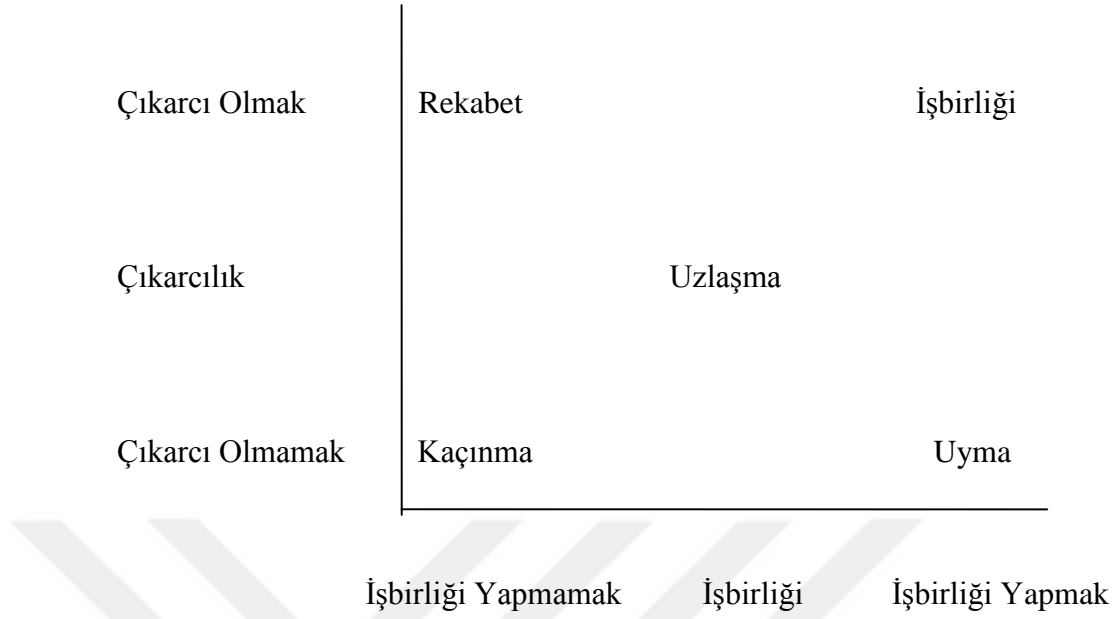 Çıkarcı Olmak Rekabet İşbirliği
Çıkarcılık Uzlaşma
Çıkarcı Olmamak Kaçınma Uyma
İşbirliği Yapmamak İşbirliği İşbirliği Yapmak